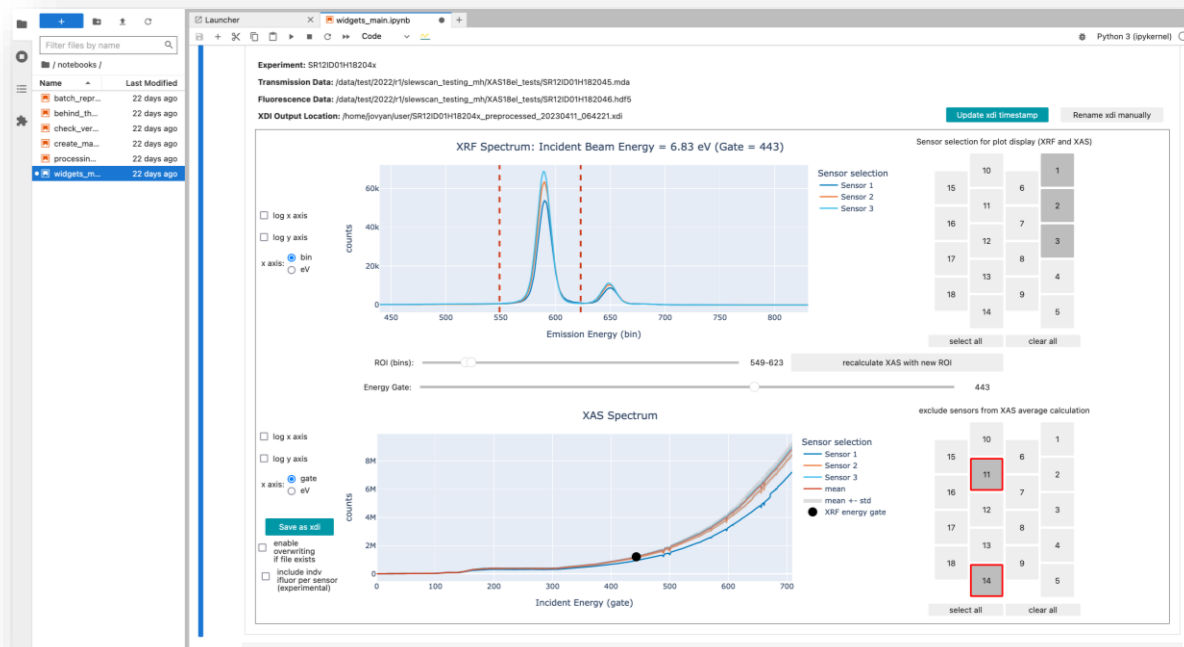 Launcher
widgets_main.ipynb
Code
Python 3 (ipykernel)
Filter files by name
/ notebooks /
Name Last Modified
batch_repr... 22 days ago
behind_th... 22 days ago
check_ver... 22 days ago
create_ma... 22 days ago
processin... 22 days ago
widgets_m... 22 days ago
Experiment: SR12ID01H18204x
Transmission Data: /data/test/2022/r1/slewscan_testing_mh/XAS18el_tests/SR12ID01H182045.mda
Fluorescence Data: /data/test/2022/r1/slewscan_testing_mh/XAS18el_tests/SR12ID01H182046.hdf5
XDI Output Location: /home/jovyan/user/SR12ID01H18204x_preprocessed_20230411_064221.xdi
Update xdi timestamp
Rename xdi manually
XRF Spectrum: Incident Beam Energy = 6.83 eV (Gate = 443)
log x axis
log y axis
x axis: bin
eV
counts
60k
40k
20k
0
450 500 550 600 650 700 750 800
Emission Energy (bin)
Sensor selection
Sensor 1
Sensor 2
Sensor 3
Sensor selection for plot display (XRF and XAS)
10 1
15 6
11 2
16 7
12 3
17 8
13 4
18 9
14 5
select all clear all
ROI (bins): 549-623
recalculate XAS with new ROI
Energy Gate: 443
XAS Spectrum
log x axis
log y axis
x axis: gate
eV
Save as xdi
enable
overwriting
if file exists
include indv
ifluor per sensor
(experimental)
counts
8M
6M
4M
2M
0
0 100 200 300 400 500 600 700
Incident Energy (gate)
Sensor selection
Sensor 1
Sensor 2
Sensor 3
mean
mean +- std
XRF energy gate
exclude sensors from XAS average calculation
10 1
15 6
11 2
16 7
12 3
17 8
13 4
18 9
14 5
select all clear all